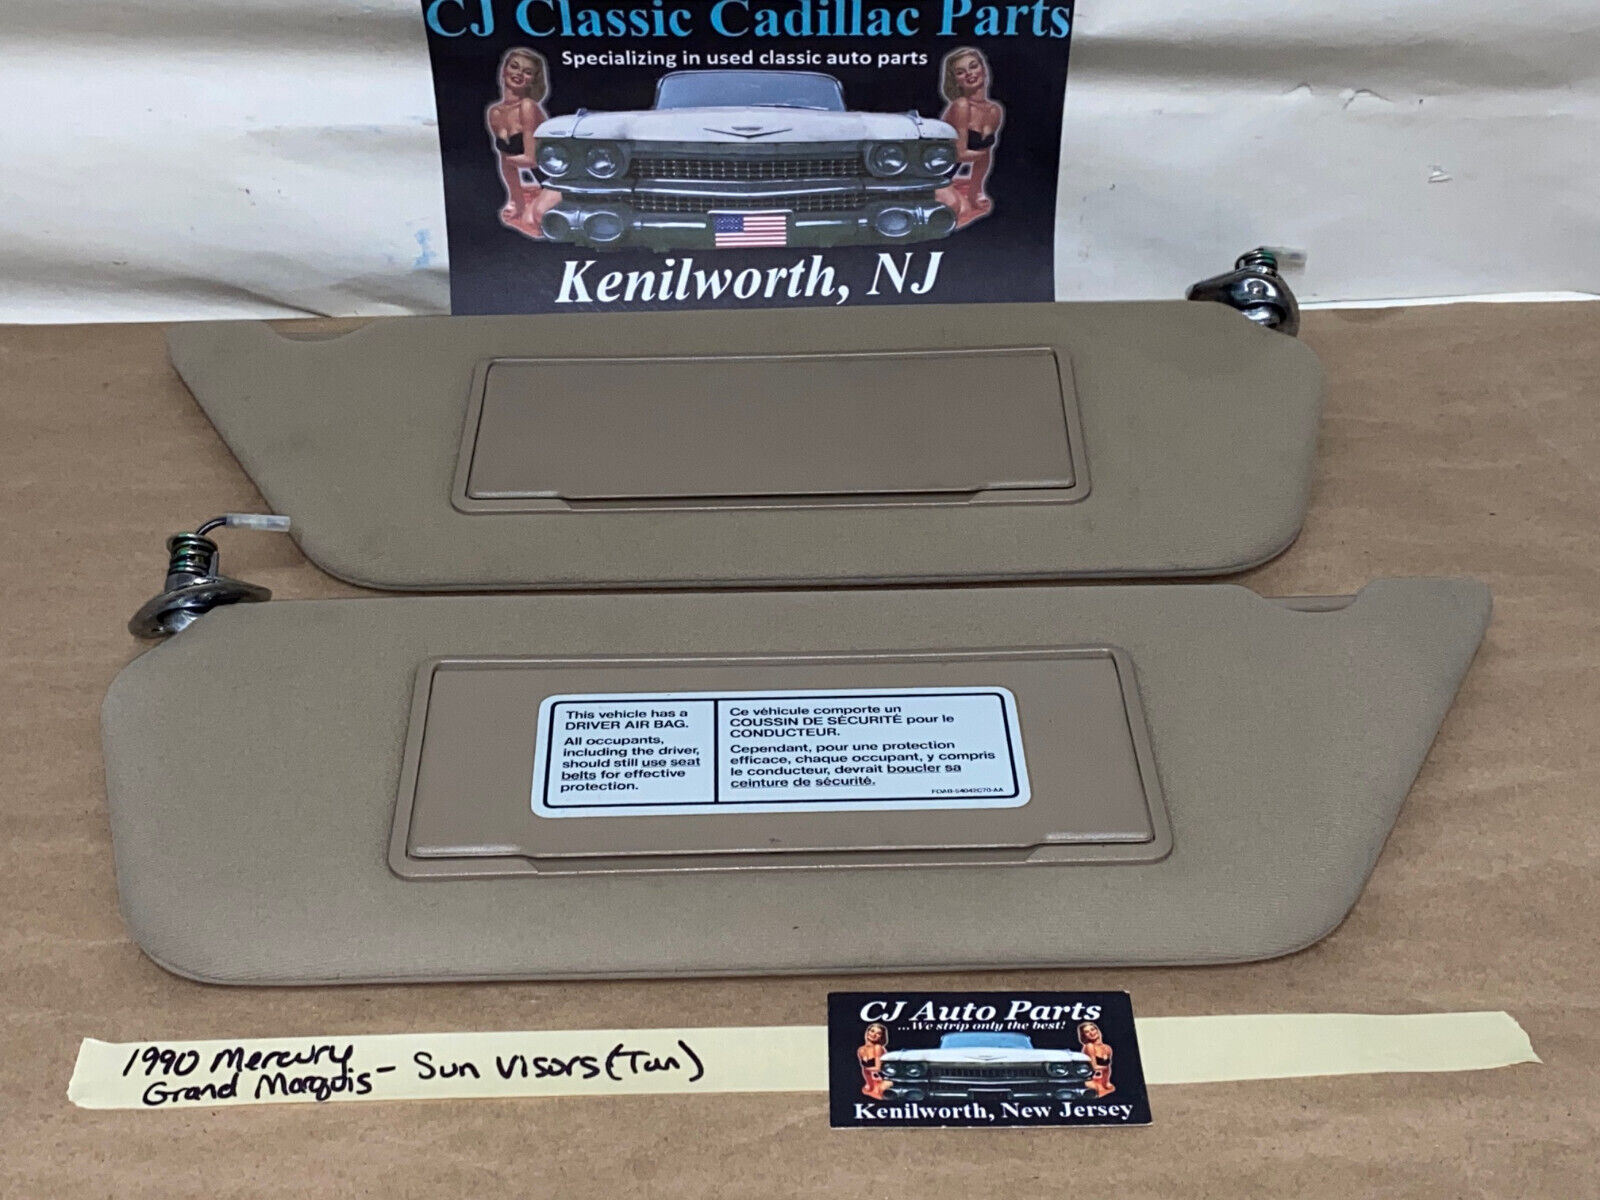 CJ Classic Cadillac Parts
Specializing in used classic auto parts
Kenilworth, NJ
This vehicle has a
DRIVER AIR BAG.
All occupants,
including the driver,
should still use seat
belts for effective
protection.
Ce véhicule comporte un
COUSSIN DE SÉCURITÉ pour le
CONDUCTEUR.
Cependant, pour une protection
efficace, chaque occupant, y compris
le conducteur, devrait boucler sa
ceinture de sécurité.
1990 Mercury
Grand Marquis - Sun Visors (Tan)
CJ Auto Parts
...We strip only the best!
Kenilworth, New Jersey